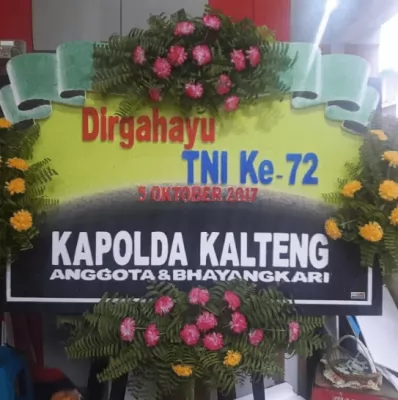 Dirgahayu
TNI Ke-72
5 OKTOBER 2017
KAPOLDA KALTENG
ANGGOTA & BHAYANGKARI